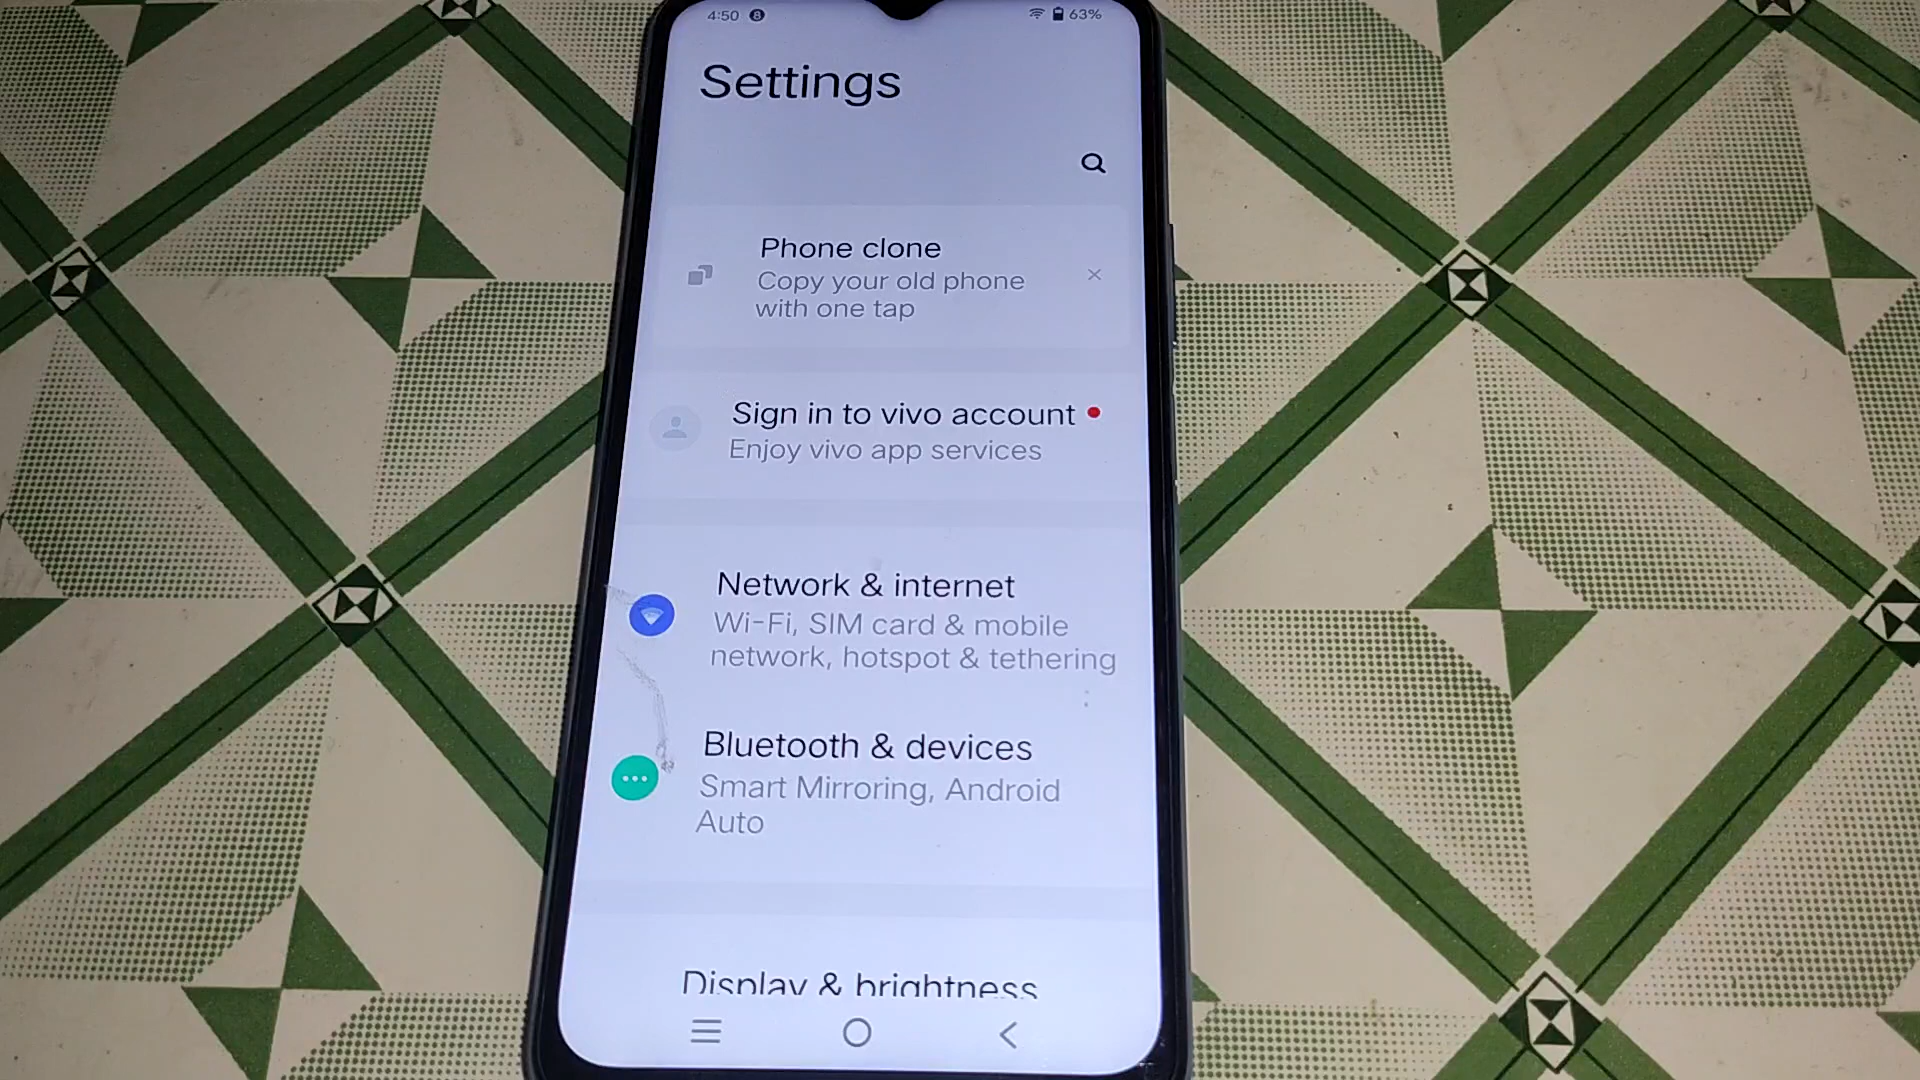 4:50
63%
Settings
Phone clone
Copy your old phone
with one tap
Sign in to vivo account
Enjoy vivo app services
Network & internet
Wi-Fi, SIM card & mobile
network, hotspot & tethering
Bluetooth & devices
Smart Mirroring, Android
Auto
Display & brightness